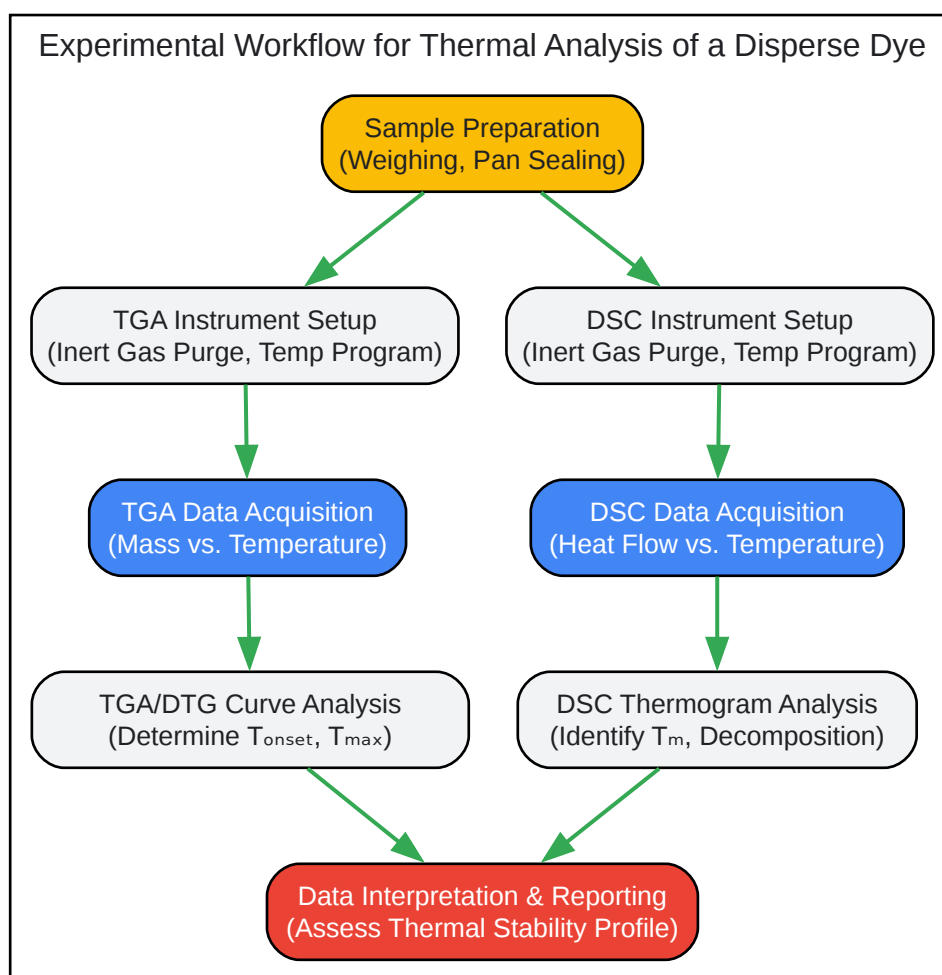 Experimental Workflow for Thermal Analysis of a Disperse Dye
Sample Preparation
(Weighing, Pan Sealing)
TGA Instrument Setup
(Inert Gas Purge, Temp Program)
DSC Instrument Setup
(Inert Gas Purge, Temp Program)
TGA Data Acquisition
(Mass vs. Temperature)
DSC Data Acquisition
(Heat Flow vs. Temperature)
TGA/DTG Curve Analysis
(Determine Tₒₙₛₑₜ, Tₘₐₓ)
DSC Thermogram Analysis
(Identify Tₘ, Decomposition)
Data Interpretation & Reporting
(Assess Thermal Stability Profile)